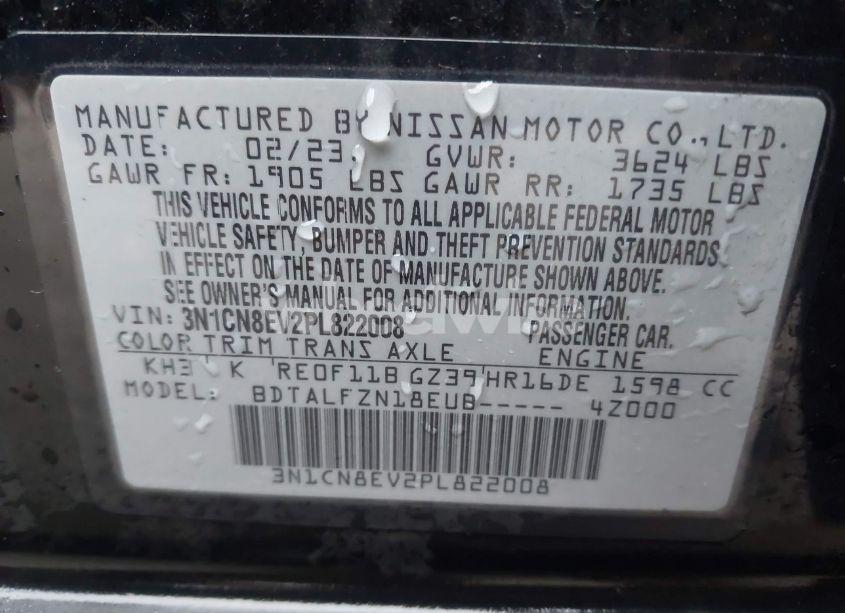 MANUFACTURED BY NISSAN MOTOR CO., LTD.
DATE: 02/23 GVWR: 3624 LBS
GAWR FR: 1905 LBS GAWR RR: 1735 LBS
THIS VEHICLE CONFORMS TO ALL APPLICABLE FEDERAL MOTOR
VEHICLE SAFETY, BUMPER AND THEFT PREVENTION STANDARDS
IN EFFECT ON THE DATE OF MANUFACTURE SHOWN ABOVE.
SEE OWNER'S MANUAL FOR ADDITIONAL INFORMATION.
VIN: 3N1CN8EV2PL822008 PASSENGER CAR.
COLOR TRIM TRANS AXLE ENGINE
KH3 K RE0F11B GZ39 HR16DE 1598 CC
MODEL: BDTALFZN18EUB----- 4Z000
3N1CN8EV2PL822008